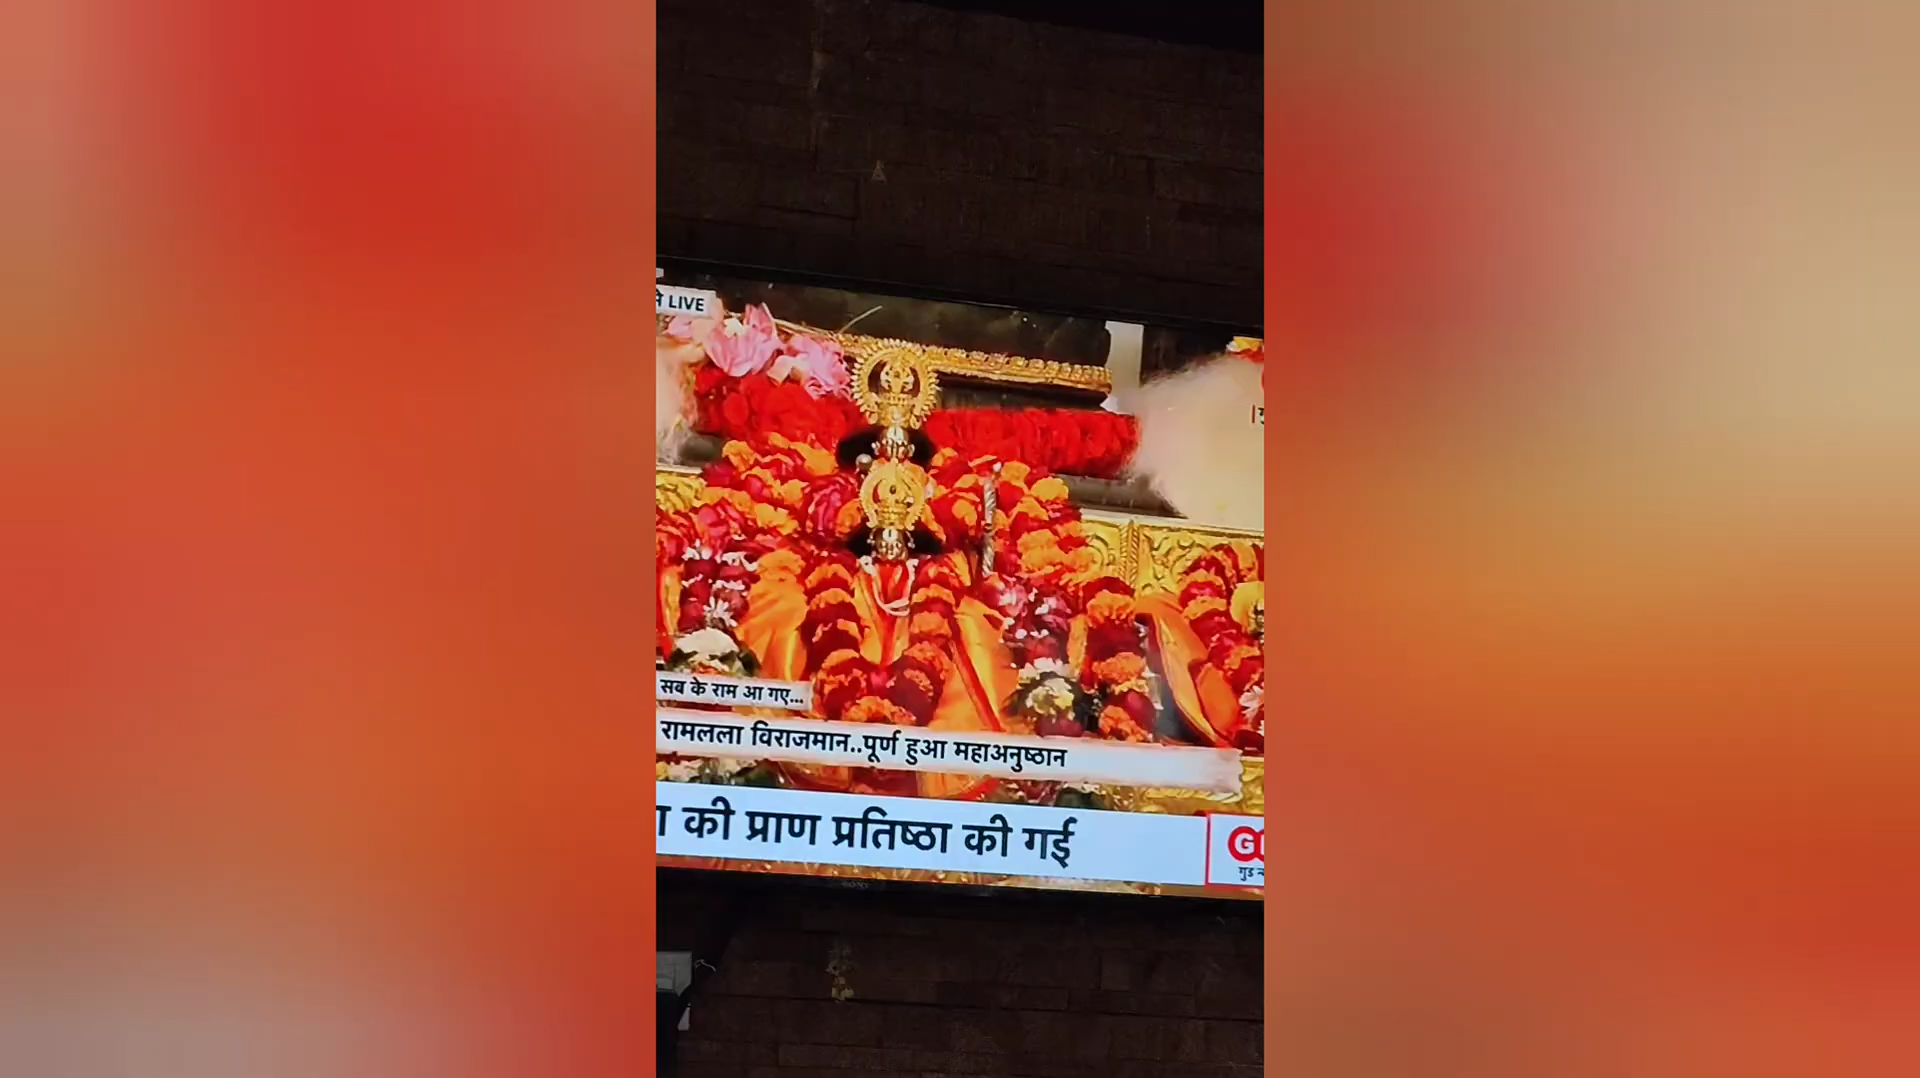 LIVE
सब के राम आ गए...
रामलला विराजमान..पूर्ण हुआ महाअनुष्ठान
की प्राण प्रतिष्ठा की गई
गुड